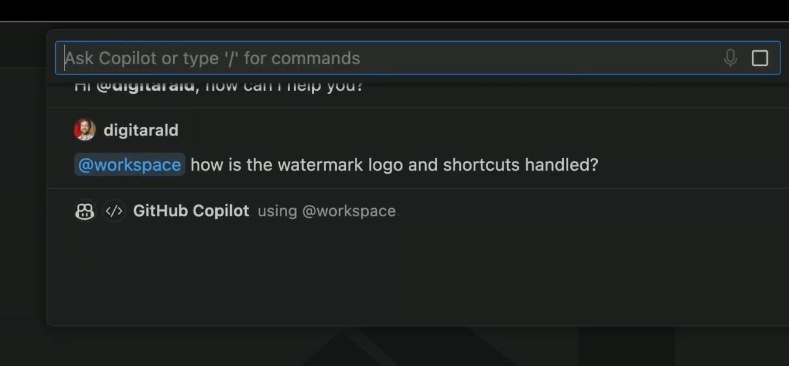 Ask Copilot or type '/' for commands
Hi @digitarald, how can I help you?
digitarald
@workspace how is the watermark logo and shortcuts handled?
GitHub Copilot using @workspace